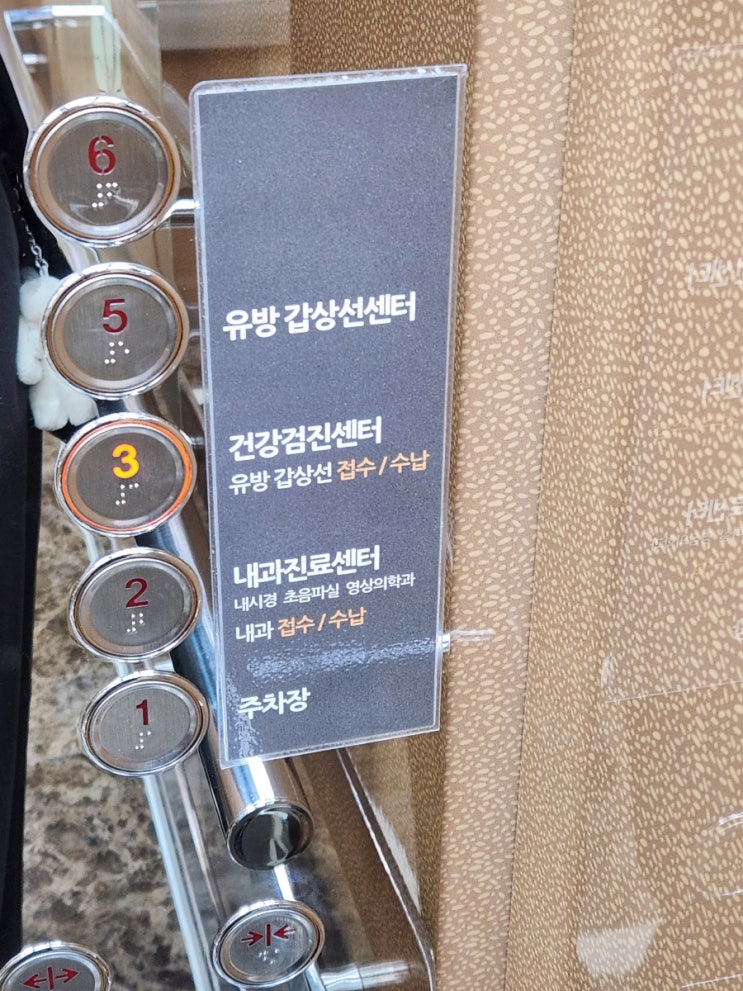 6
5
유방 갑상선센터
3
건강검진센터
유방 갑상선 접수 / 수납
2
내과진료센터
내시경 초음파실 영상의학과
내과 접수 / 수납
1
주차장